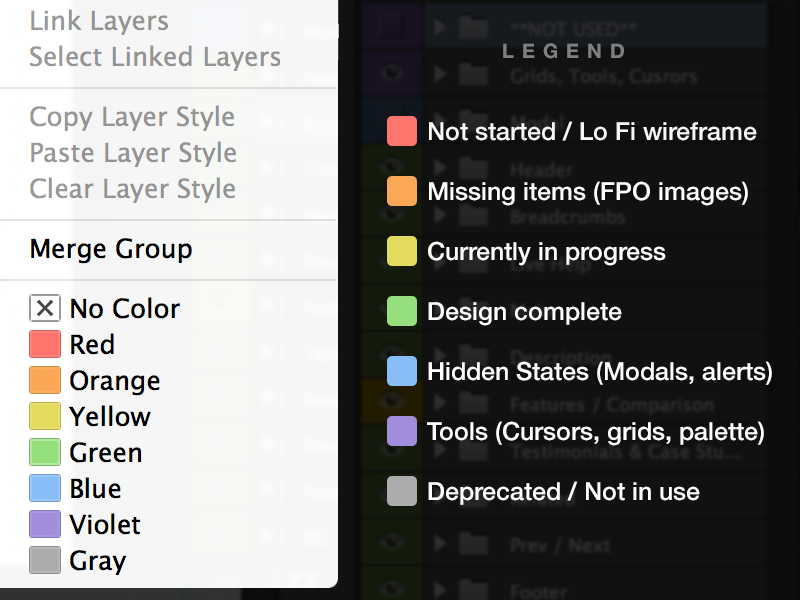 Link Layers
Select Linked Layers
Copy Layer Style
Paste Layer Style
Clear Layer Style
Merge Group
No Color
Red
Orange
Yellow
Green
Blue
Violet
Gray
**NOT USED**
LEGEND
Grids, Tools, Cusrors
Not started / Lo Fi wireframe
Header
Missing items (FPO images)
Breadcrumbs
Currently in progress
Live Help
Design complete
Description
Hidden States (Modals, alerts)
Features / Comparison
Tools (Cursors, grids, palette)
Testimonials & Case Stu...
Deprecated / Not in use
Prev / Next
Footer